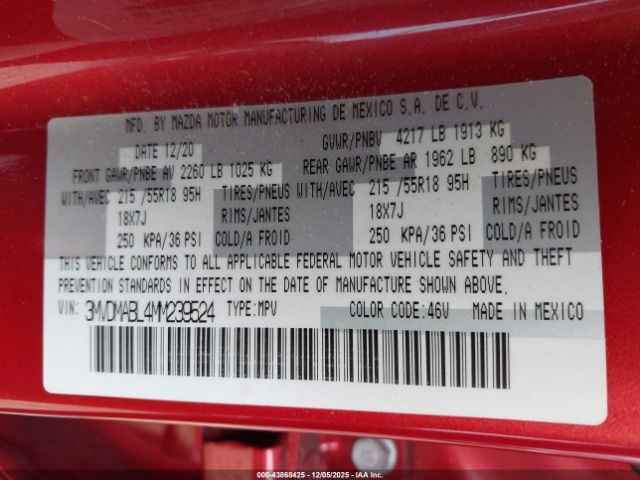 MFD. BY MAZDA MOTOR MANUFACTURING DE MEXICO S.A. DE C.V.
DATE 12/20 GVWR/PNBV 4217 LB 1913 KG
FRONT GAWR/PNBE AV 2260 LB 1025 KG REAR GAWR/PNBE AR 1962 LB 890 KG
WITH/AVEC 215 /55R18 95H TIRES/PNEUS WITH/AVEC 215 /55R18 95H TIRES/PNEUS
18X7J RIMS/JANTES 18X7J RIMS/JANTES
250 KPA/36 PSI COLD/A FROID 250 KPA/36 PSI COLD/A FROID
THIS VEHICLE CONFORMS TO ALL APPLICABLE FEDERAL MOTOR VEHICLE SAFETY AND THEFT
PREVENTION STANDARDS IN EFFECT ON THE DATE OF MANUFACTURE SHOWN ABOVE.
VIN: 3MVDMABL4MM239524 TYPE:MPV COLOR CODE:46V MADE IN MEXICO
000-43868425 - 12/05/2025 - IAA Inc.